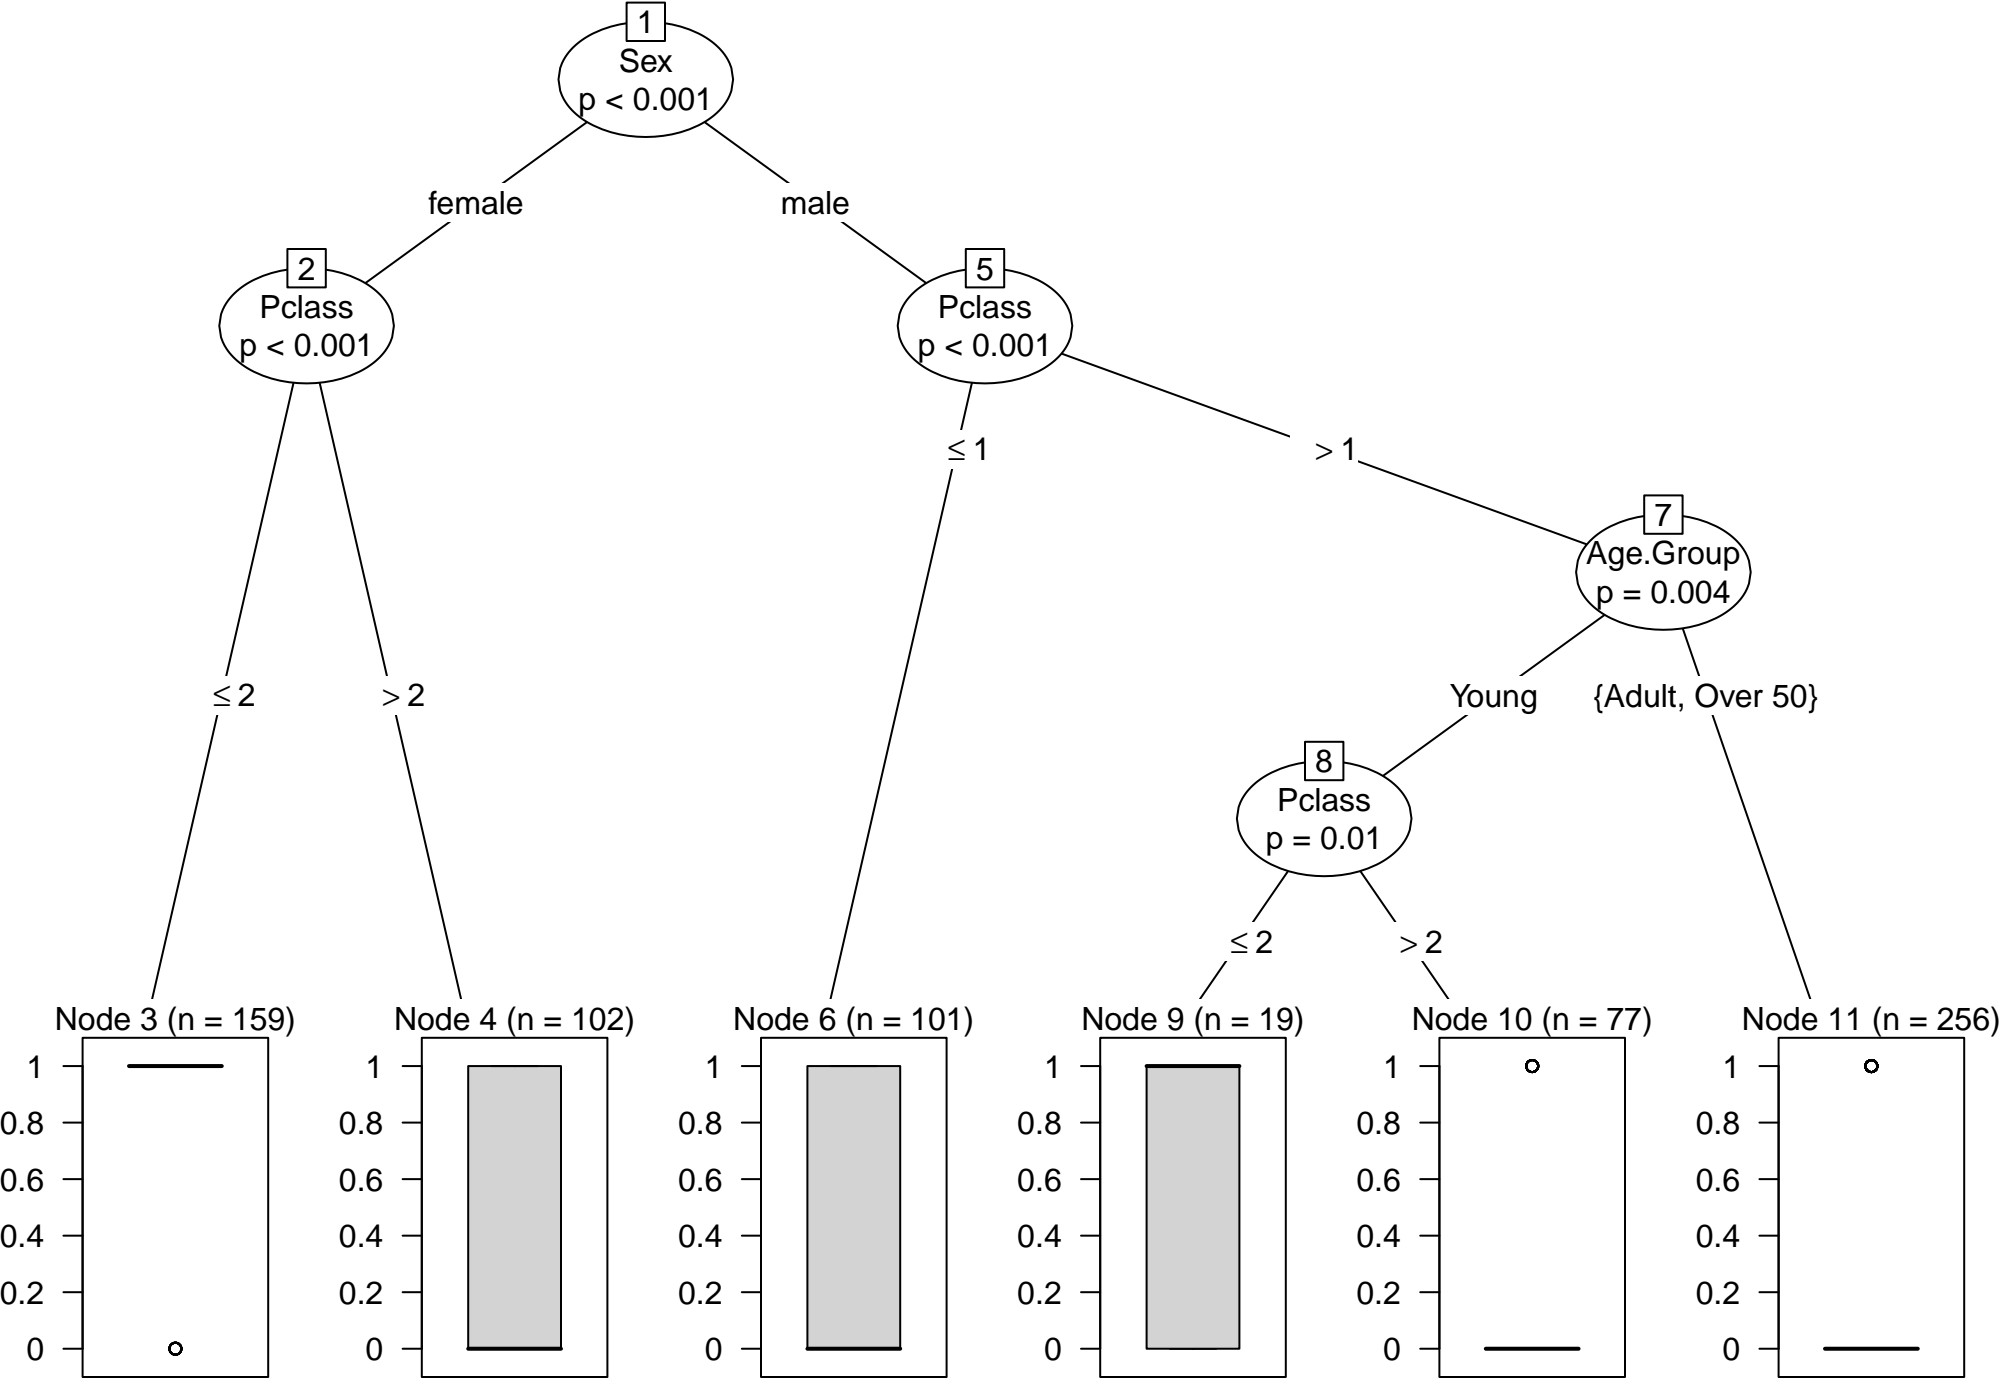 1
Sex
p < 0.001
female
male
2
Pclass
p < 0.001
5
Pclass
p < 0.001
≤ 1
> 1
7
Age.Group
p = 0.004
≤ 2
> 2
Young
{Adult, Over 50}
8
Pclass
p = 0.01
≤ 2
> 2
Node 3 (n = 159)
1
0.8
0.6
0.4
0.2
0
Node 4 (n = 102)
1
0.8
0.6
0.4
0.2
0
Node 6 (n = 101)
1
0.8
0.6
0.4
0.2
0
Node 9 (n = 19)
1
0.8
0.6
0.4
0.2
0
Node 10 (n = 77)
1
0.8
0.6
0.4
0.2
0
Node 11 (n = 256)
1
0.8
0.6
0.4
0.2
0